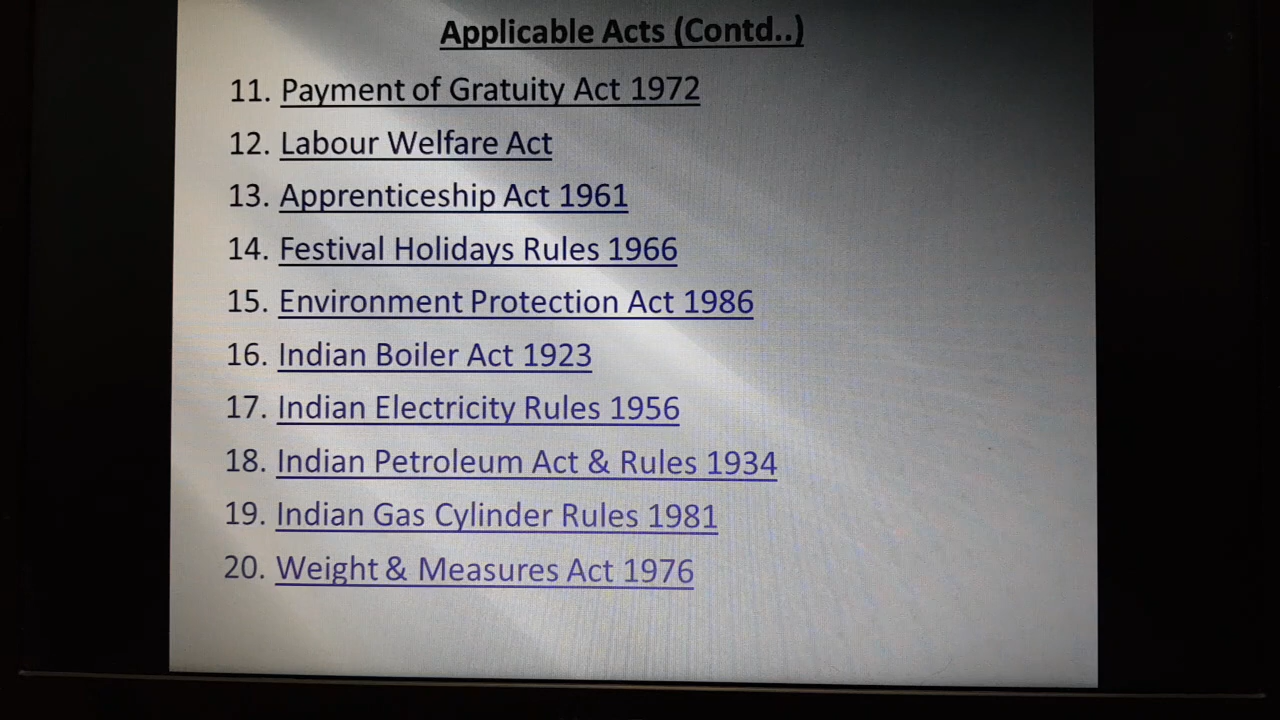 Applicable Acts (Contd..)
11. Payment of Gratuity Act 1972
12. Labour Welfare Act
13. Apprenticeship Act 1961
14. Festival Holidays Rules 1966
15. Environment Protection Act 1986
16. Indian Boiler Act 1923
17. Indian Electricity Rules 1956
18. Indian Petroleum Act & Rules 1934
19. Indian Gas Cylinder Rules 1981
20. Weight & Measures Act 1976